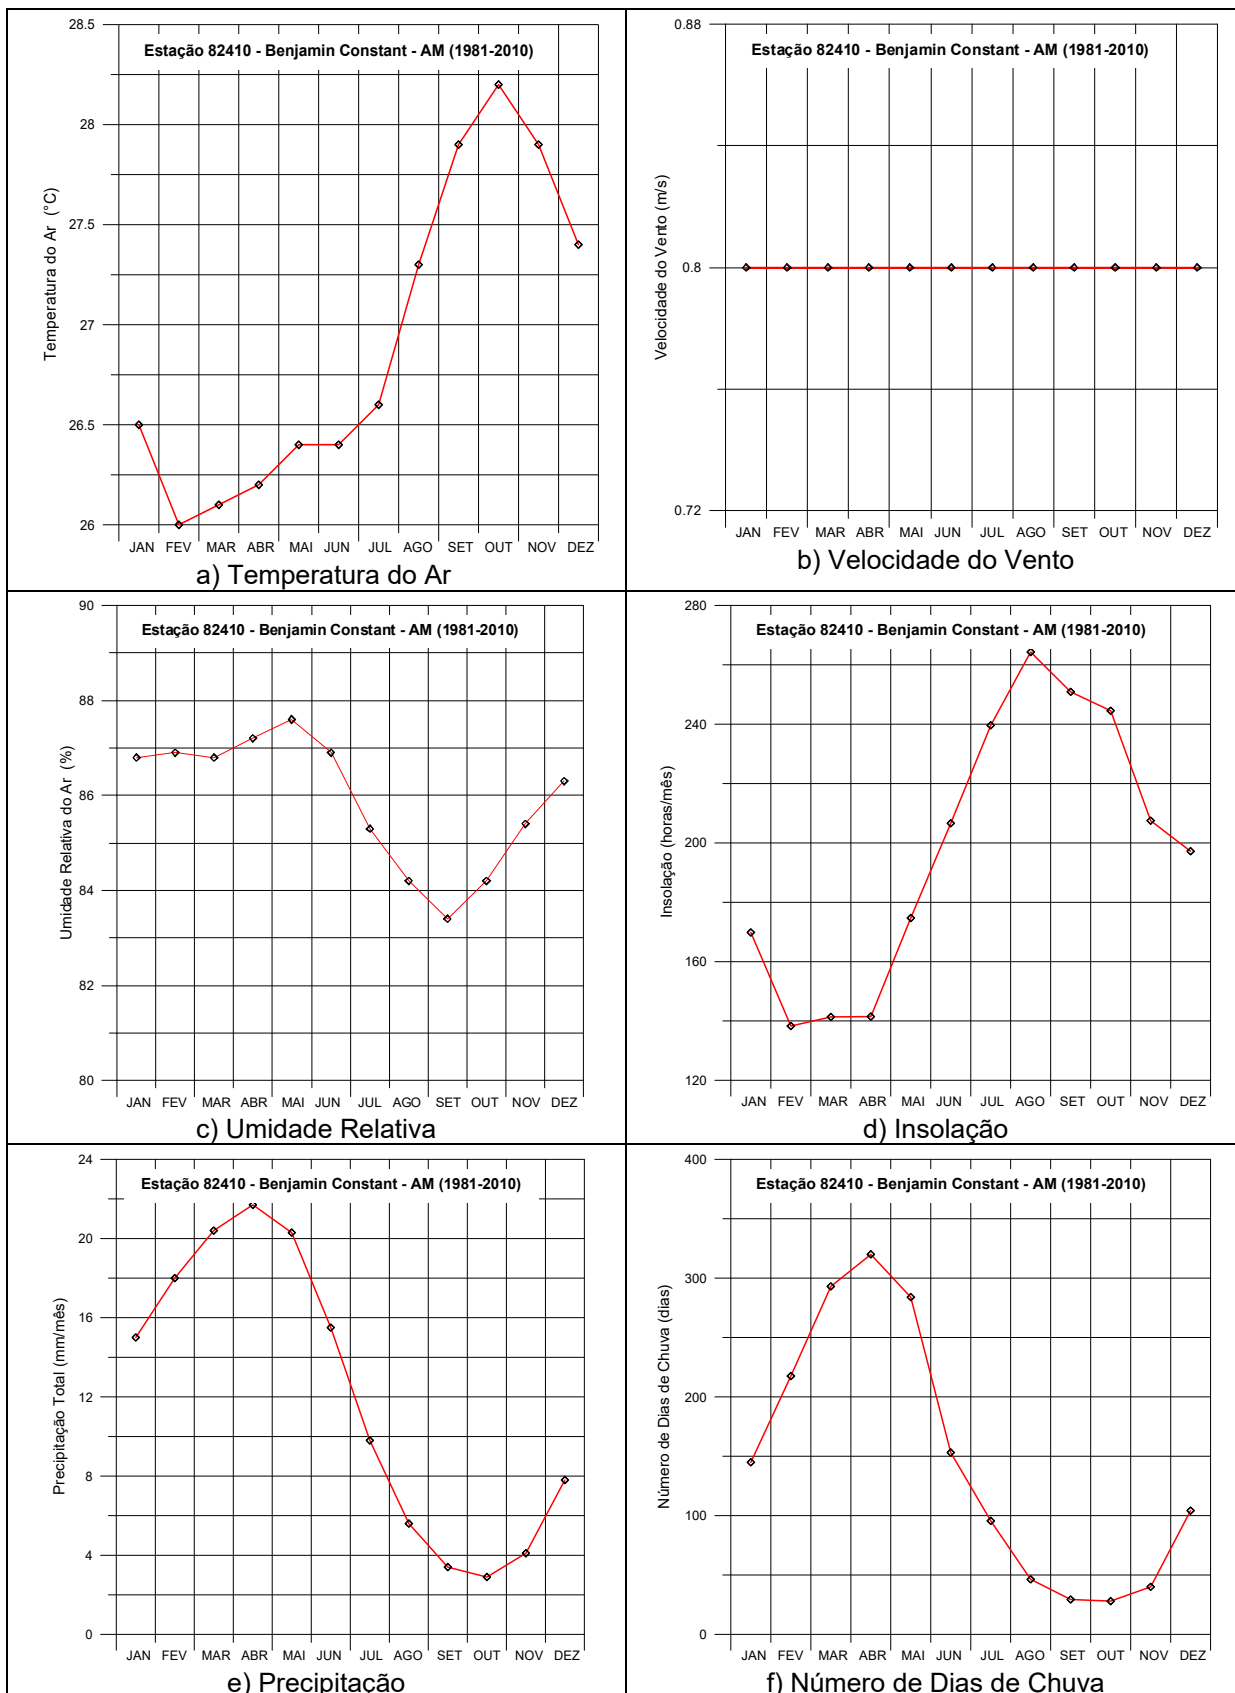 Estação 82410 - Benjamin Constant - AM (1981-2010)
Temperatura do Ar (°C)
28.5
28
27.5
27
26.5
26
JAN FEV MAR ABR MAI JUN JUL AGO SET OUT NOV DEZ
a) Temperatura do Ar
Estação 82410 - Benjamin Constant - AM (1981-2010)
Velocidade do Vento (m/s)
0.88
0.8
0.72
JAN FEV MAR ABR MAI JUN JUL AGO SET OUT NOV DEZ
b) Velocidade do Vento
Estação 82410 - Benjamin Constant - AM (1981-2010)
Umidade Relativa do Ar (%)
90
88
86
84
82
80
JAN FEV MAR ABR MAI JUN JUL AGO SET OUT NOV DEZ
c) Umidade Relativa
Estação 82410 - Benjamin Constant - AM (1981-2010)
Insolação (horas/mês)
280
240
200
160
120
JAN FEV MAR ABR MAI JUN JUL AGO SET OUT NOV DEZ
d) Insolação
Estação 82410 - Benjamin Constant - AM (1981-2010)
Precipitação Total (mm/mês)
24
20
16
12
8
4
0
JAN FEV MAR ABR MAI JUN JUL AGO SET OUT NOV DEZ
e) Precipitação
Estação 82410 - Benjamin Constant - AM (1981-2010)
Número de Dias de Chuva (dias)
400
300
200
100
0
JAN FEV MAR ABR MAI JUN JUL AGO SET OUT NOV DEZ
f) Número de Dias de Chuva